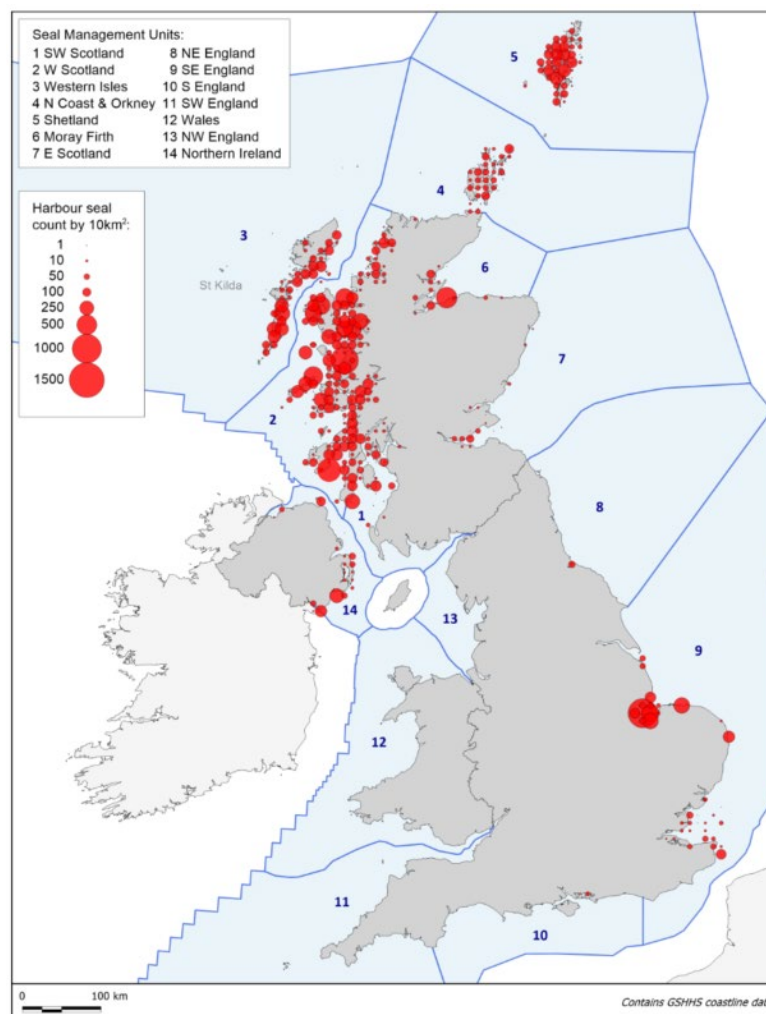 Seal Management Units:
1 SW Scotland 8 NE England
2 W Scotland 9 SE England
3 Western Isles 10 S England
4 N Coast & Orkney 11 SW England
5 Shetland 12 Wales
6 Moray Firth 13 NW England
7 E Scotland 14 Northern Ireland
5
4
3
Harbour seal
count by 10km²:
1
10
50
100
250
500
1000
1500
St Kilda
6
7
2
8
1
14
13
9
12
11
10
0 100 km
Contains GSHHS coastline dat